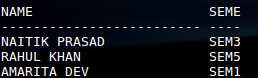 NAME                      SEME
------------------------- ----
NAITIK PRASAD             SEM3
RAHUL KHAN                SEM5
AMARITA DEV               SEM1